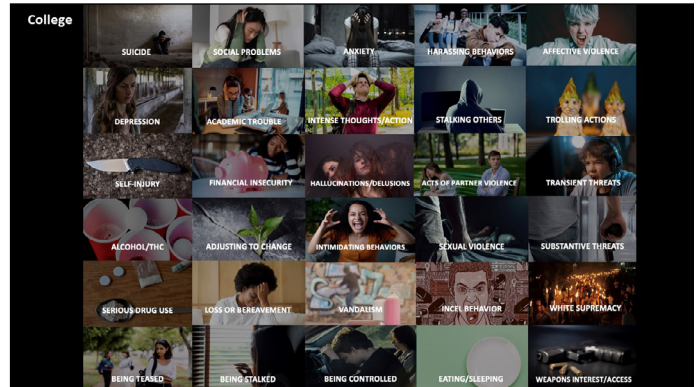 College
SUICIDE
SOCIAL PROBLEMS
ANXIETY
HARASSING BEHAVIORS
AFFECTIVE VIOLENCE
DEPRESSION
ACADEMIC TROUBLE
INTENSE THOUGHTS/ACTION
STALKING OTHERS
TROLLING ACTIONS
SELF-INJURY
FINANCIAL INSECURITY
HALLUCINATIONS/DELUSIONS
ACTS OF PARTNER VIOLENCE
TRANSIENT THREATS
ALCOHOL/THC
ADJUSTING TO CHANGE
INTIMIDATING BEHAVIORS
SEXUAL VIOLENCE
SUBSTANTIVE THREATS
SERIOUS DRUG USE
LOSS OR BEREAVEMENT
VANDALISM
INCEL BEHAVIOR
WHITE SUPREMACY
BEING TEASED
BEING STALKED
BEING CONTROLLED
EATING/SLEEPING
WEAPONS INTEREST/ACCESS